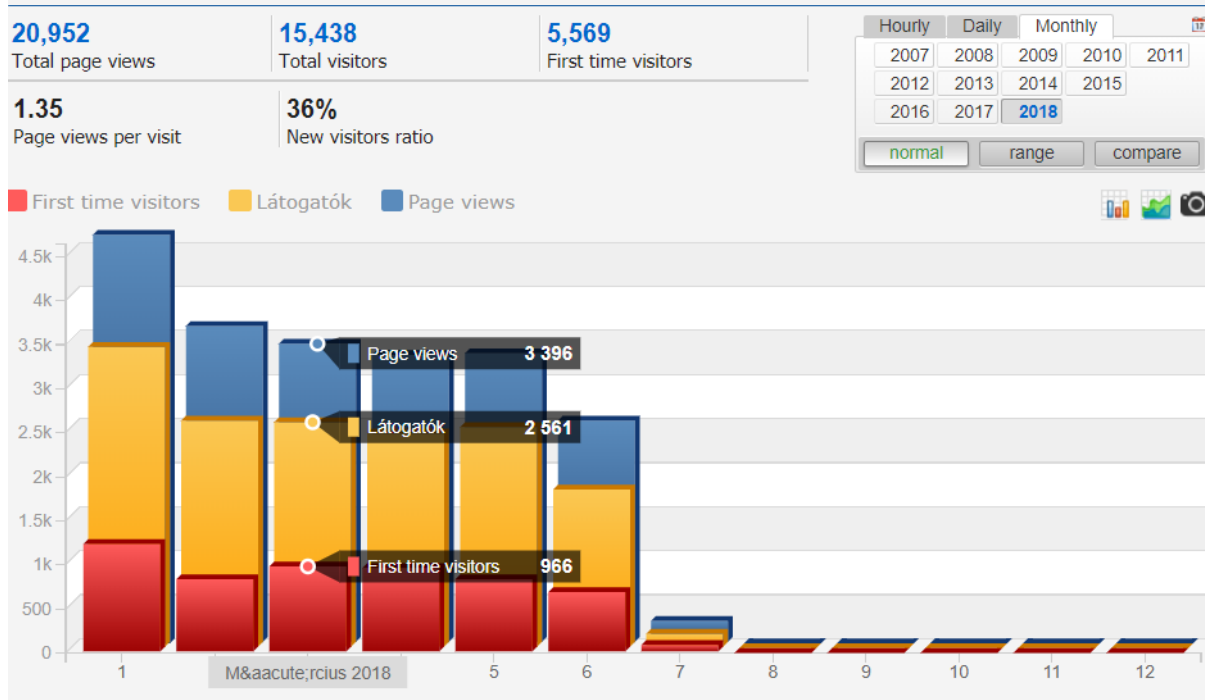 20,952
Total page views
15,438
Total visitors
5,569
First time visitors
1.35
Page views per visit
36%
New visitors ratio
Hourly Daily Monthly
2007 2008 2009 2010 2011
2012 2013 2014 2015
2016 2017 2018
normal range compare
First time visitors Látogatók Page views
4.5k
4k
3.5k
3k
2.5k
2k
1.5k
1k
500
0
Page views 3 396
Látogatók 2 561
First time visitors 966
1 M&aacute;rcius 2018 5 6 7 8 9 10 11 12